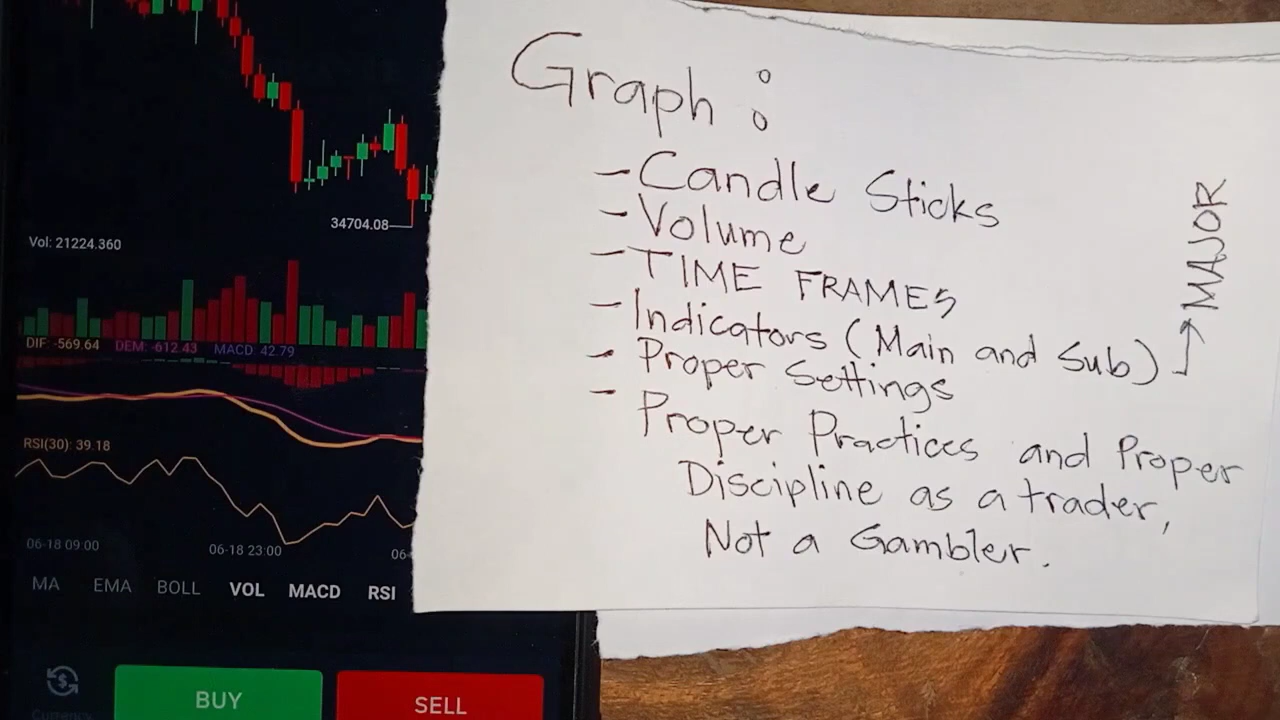 34704.08
Vol: 21224.360
DIF: -569.64 DEM: -612.43 MACD: 42.79
RSI(30): 39.18
06-18 09:00 06-18 23:00 06-
MA EMA BOLL VOL MACD RSI
Currency
BUY
SELL
Graph:
- Candle Sticks
- Volume
- TIME FRAMES
- Indicators (Main and Sub) → MAJOR
- Proper Settings
- Proper Practices and Proper
Discipline as a trader,
Not a Gambler.